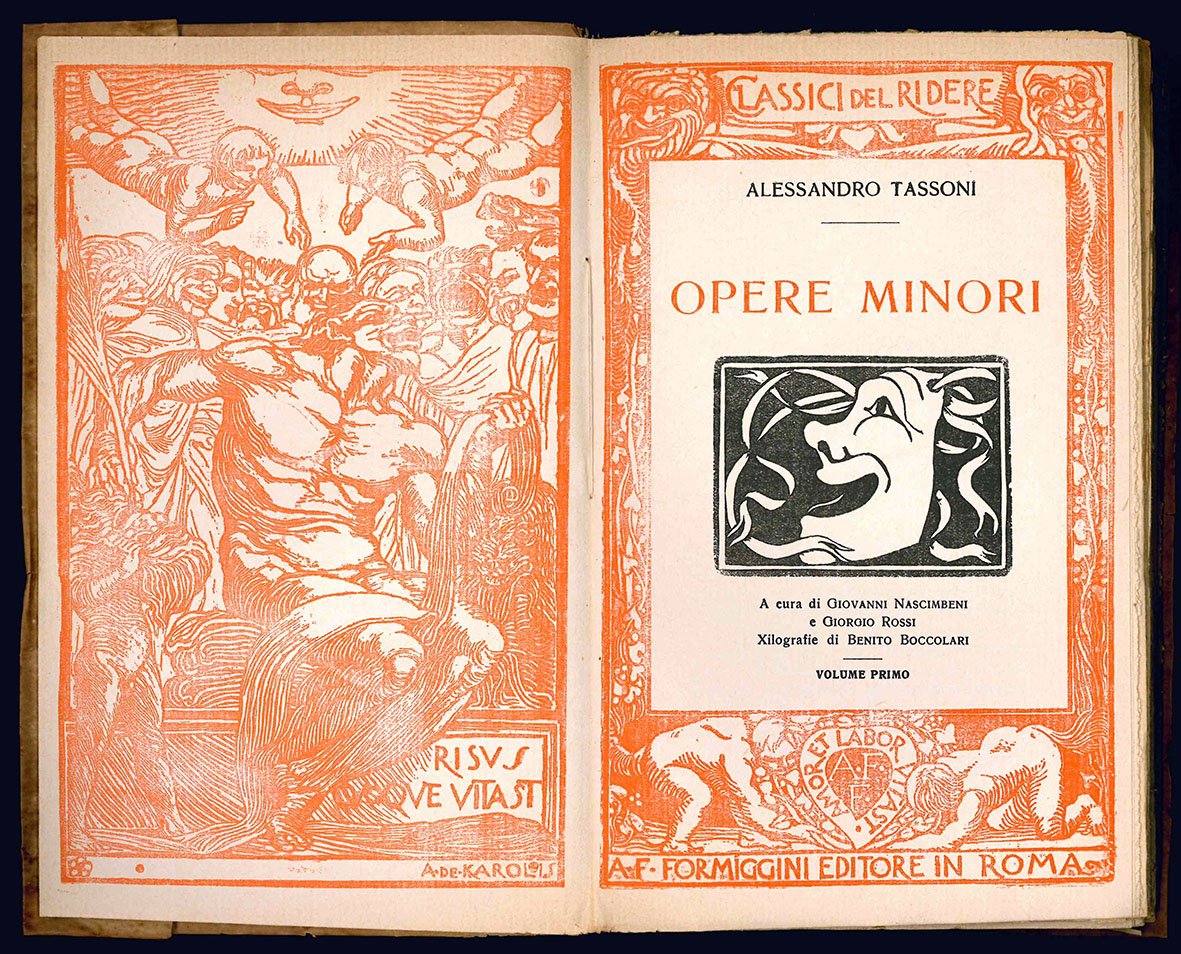 RISVS
QVE VITAST
A·DE·KAROLIS
CLASSICI DEL RIDERE
ALESSANDRO TASSONI
OPERE MINORI
A cura di GIOVANNI NASCIMBENI
e GIORGIO ROSSI
Xilografie di BENITO BOCCOLARI
VOLUME PRIMO
AMOR ET LABOR VITAST
A·F·
F
A·F·FORMIGGINI EDITORE IN ROMA